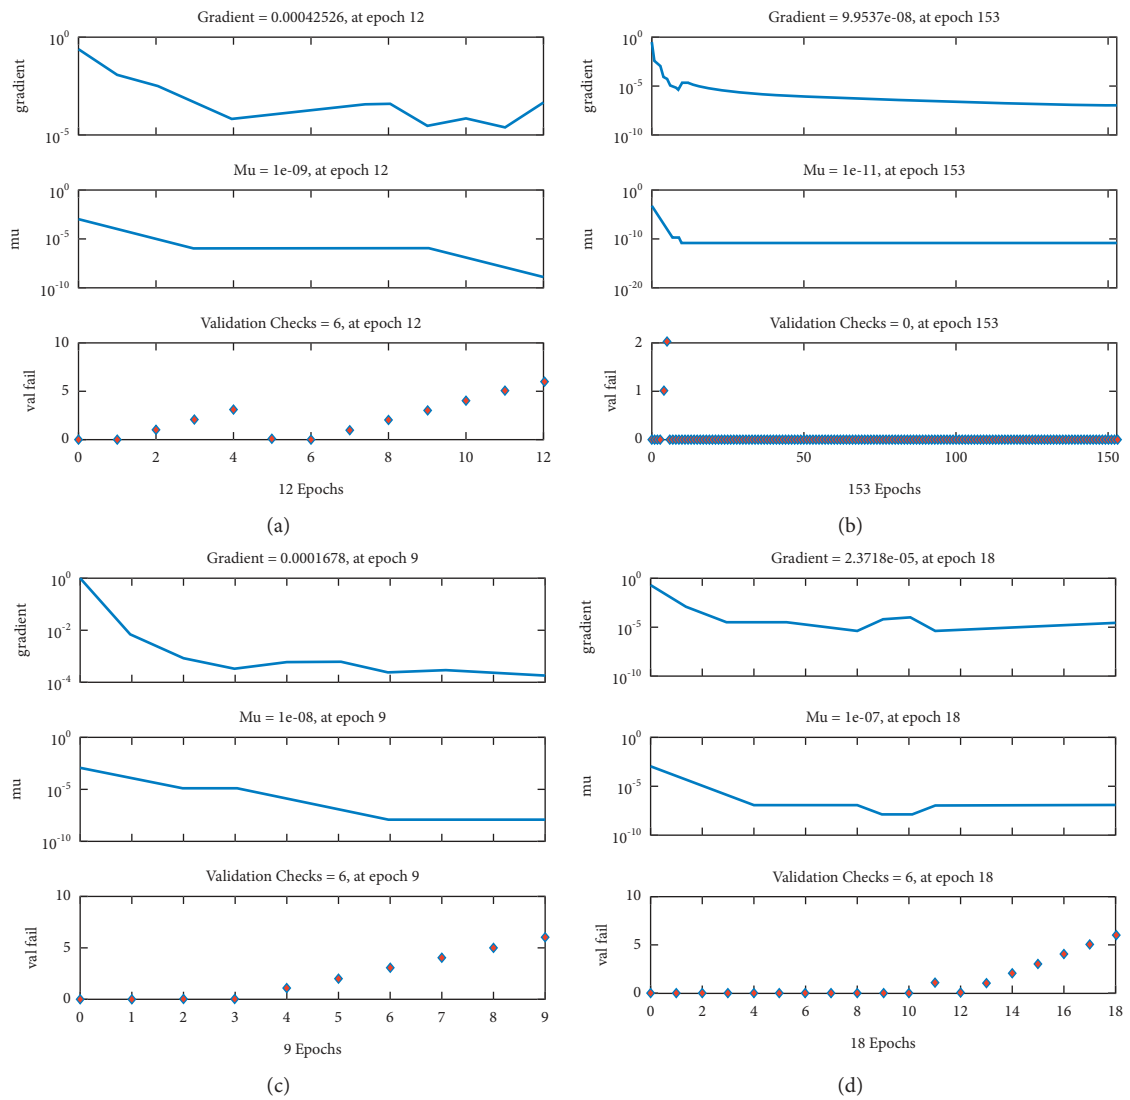 Gradient = 0.00042526, at epoch 12
10^0
10^-5
gradient
Mu = 1e-09, at epoch 12
10^0
10^-5
10^-10
mu
Validation Checks = 6, at epoch 12
10
5
0
val fail
0 2 4 6 8 10 12
12 Epochs
(a)
Gradient = 9.9537e-08, at epoch 153
10^0
10^-5
10^-10
gradient
Mu = 1e-11, at epoch 153
10^0
10^-10
10^-20
mu
Validation Checks = 0, at epoch 153
2
1
0
val fail
0 50 100 150
153 Epochs
(b)
Gradient = 0.0001678, at epoch 9
10^0
10^-2
10^-4
gradient
Mu = 1e-08, at epoch 9
10^0
10^-5
10^-10
mu
Validation Checks = 6, at epoch 9
10
5
0
val fail
0 1 2 3 4 5 6 7 8 9
9 Epochs
(c)
Gradient = 2.3718e-05, at epoch 18
10^0
10^-5
10^-10
gradient
Mu = 1e-07, at epoch 18
10^0
10^-5
10^-10
mu
Validation Checks = 6, at epoch 18
10
5
0
val fail
0 2 4 6 8 10 12 14 16 18
18 Epochs
(d)